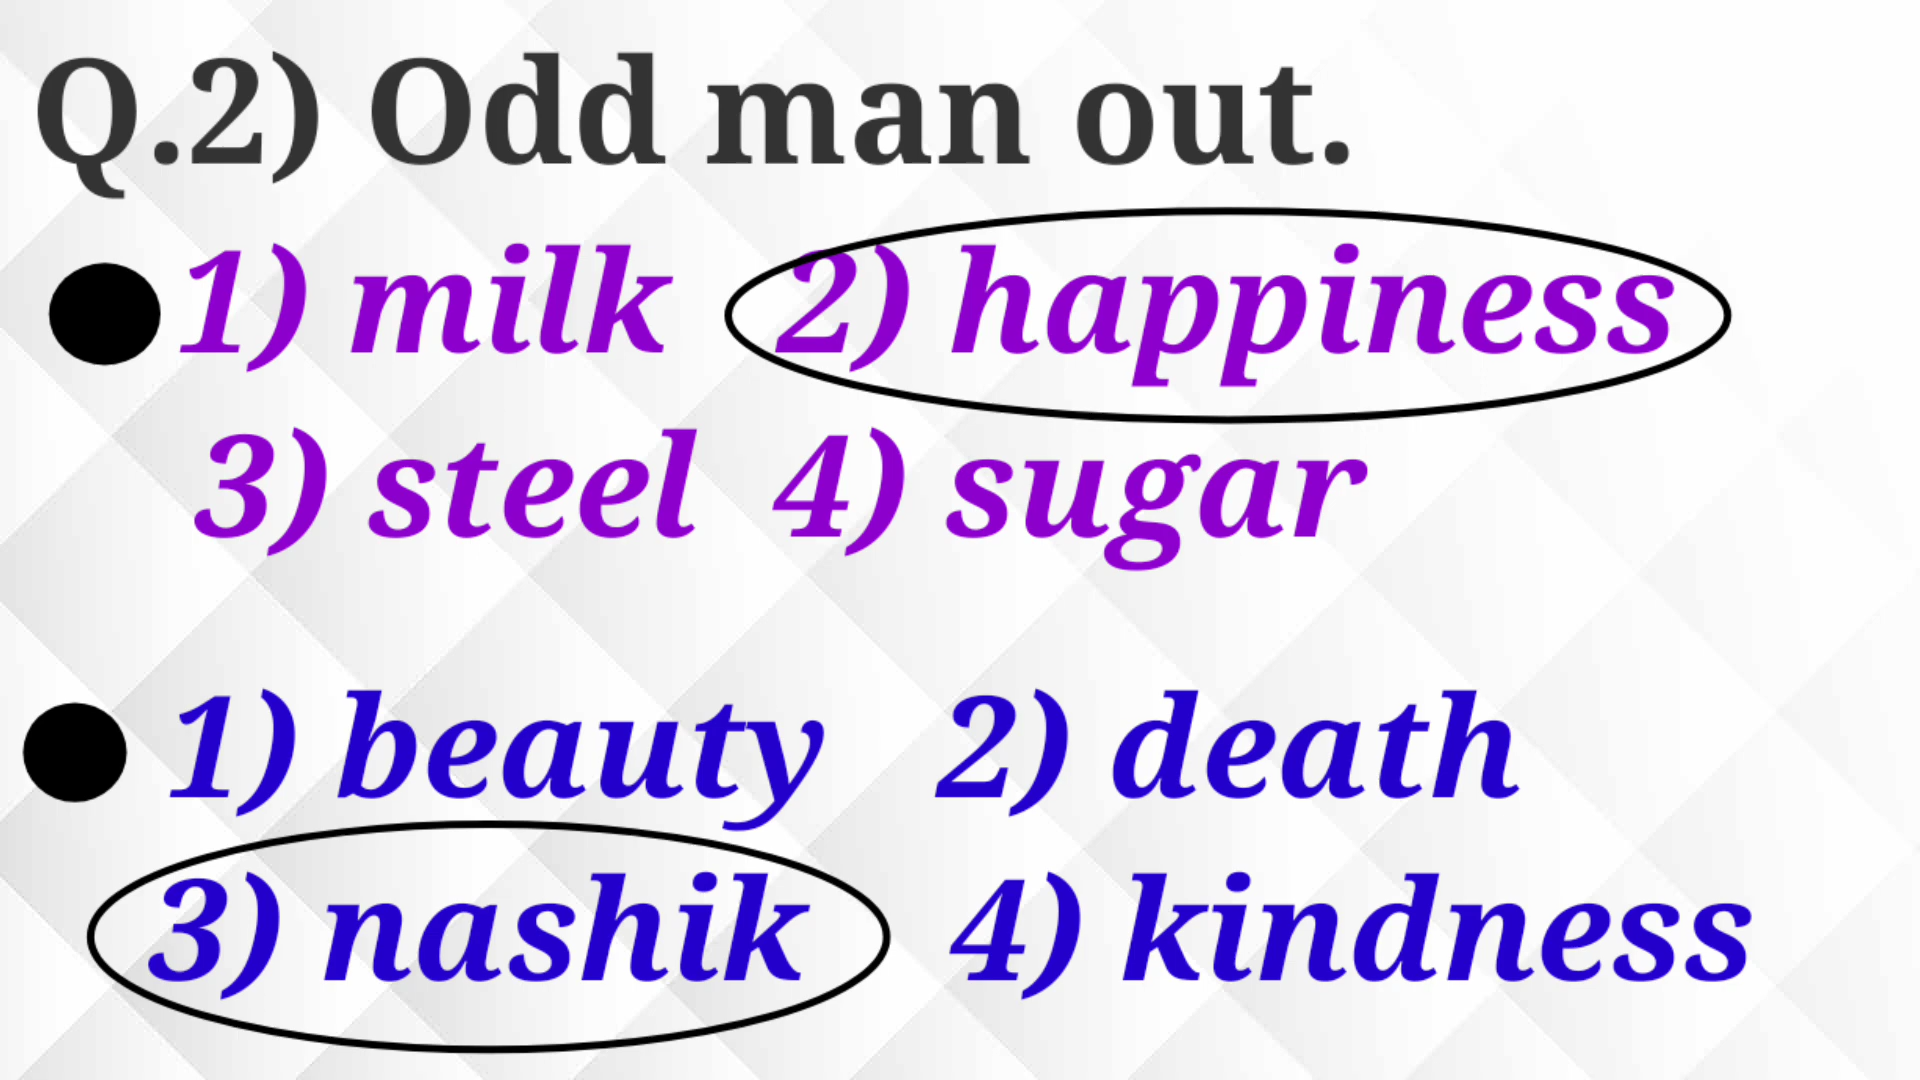 Q.2) Odd man out.
1) milk 2) happiness
3) steel 4) sugar
1) beauty 2) death
3) nashik 4) kindness